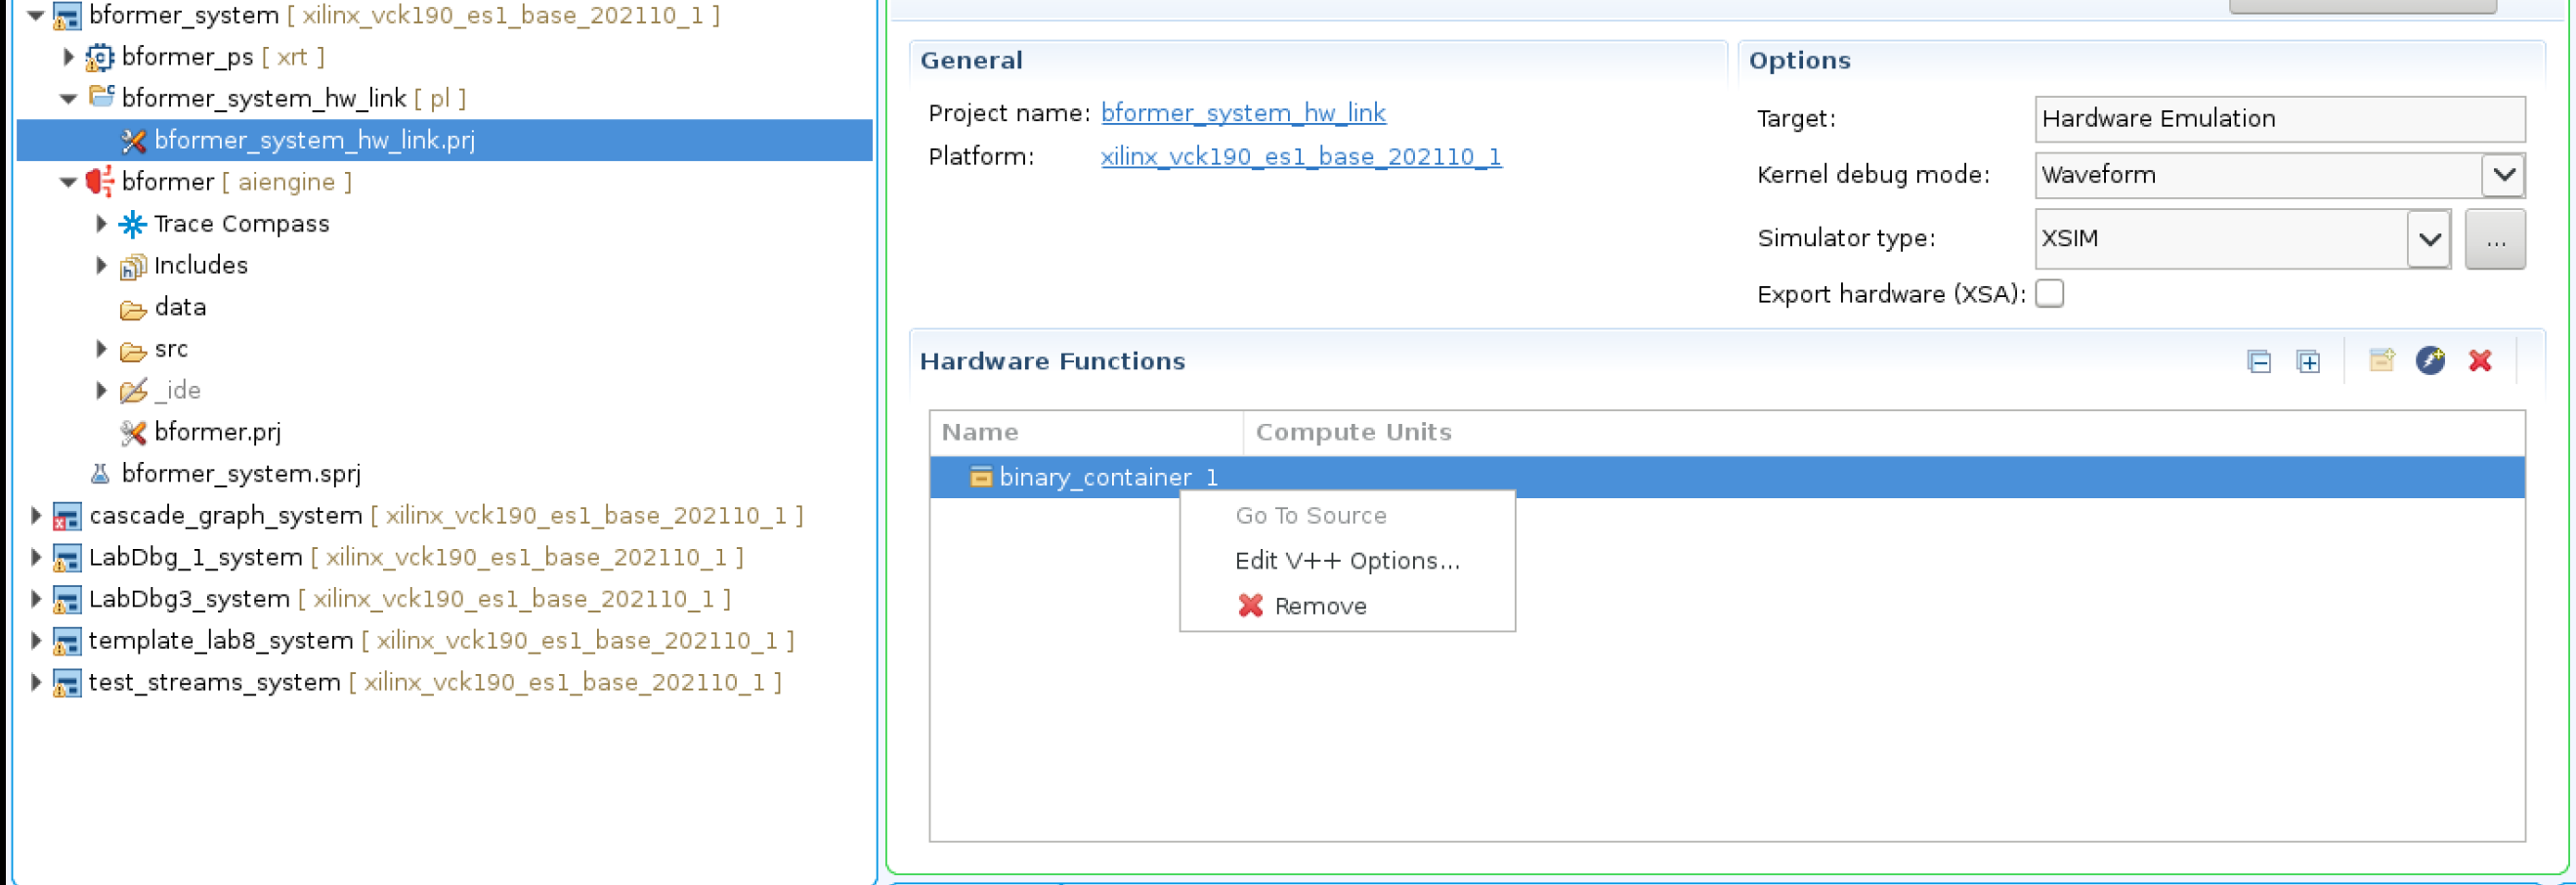 bformer_system [ xilinx_vck190_es1_base_202110_1 ]
bformer_ps [ xrt ]
bformer_system_hw_link [ pl ]
bformer_system_hw_link.prj
bformer [ aiengine ]
Trace Compass
Includes
data
src
_ide
bformer.prj
bformer_system.sprj
cascade_graph_system [ xilinx_vck190_es1_base_202110_1 ]
LabDbg_1_system [ xilinx_vck190_es1_base_202110_1 ]
LabDbg3_system [ xilinx_vck190_es1_base_202110_1 ]
template_lab8_system [ xilinx_vck190_es1_base_202110_1 ]
test_streams_system [ xilinx_vck190_es1_base_202110_1 ]
General
Project name: bformer_system_hw_link
Platform: xilinx_vck190_es1_base_202110_1
Options
Target: Hardware Emulation
Kernel debug mode: Waveform
Simulator type: XSIM ...
Export hardware (XSA):
Hardware Functions
Name Compute Units
binary_container_1
Go To Source
Edit V++ Options...
Remove